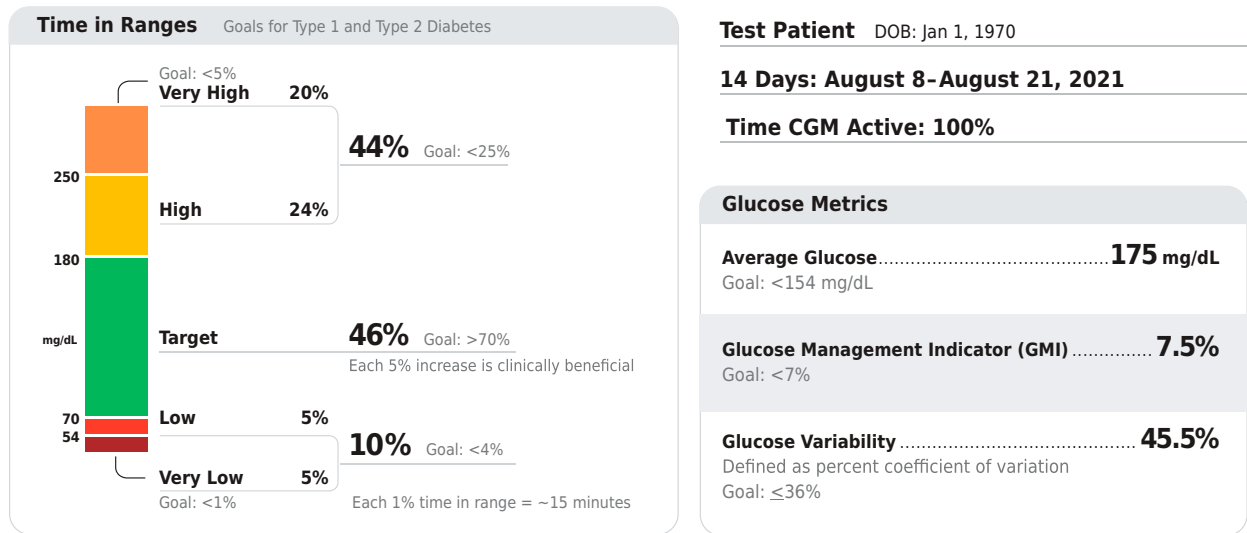 Time in Ranges Goals for Type 1 and Type 2 Diabetes
Goal: <5%
Very High 20%
44% Goal: <25%
250
High 24%
180
mg/dL
Target 46% Goal: >70%
Each 5% increase is clinically beneficial
70
Low 5%
54
10% Goal: <4%
Very Low 5%
Goal: <1%
Each 1% time in range = ~15 minutes
Test Patient DOB: Jan 1, 1970
14 Days: August 8–August 21, 2021
Time CGM Active: 100%
Glucose Metrics
Average Glucose.......................................175 mg/dL
Goal: <154 mg/dL
Glucose Management Indicator (GMI)...............7.5%
Goal: <7%
Glucose Variability.......................................45.5%
Defined as percent coefficient of variation
Goal: ≤36%